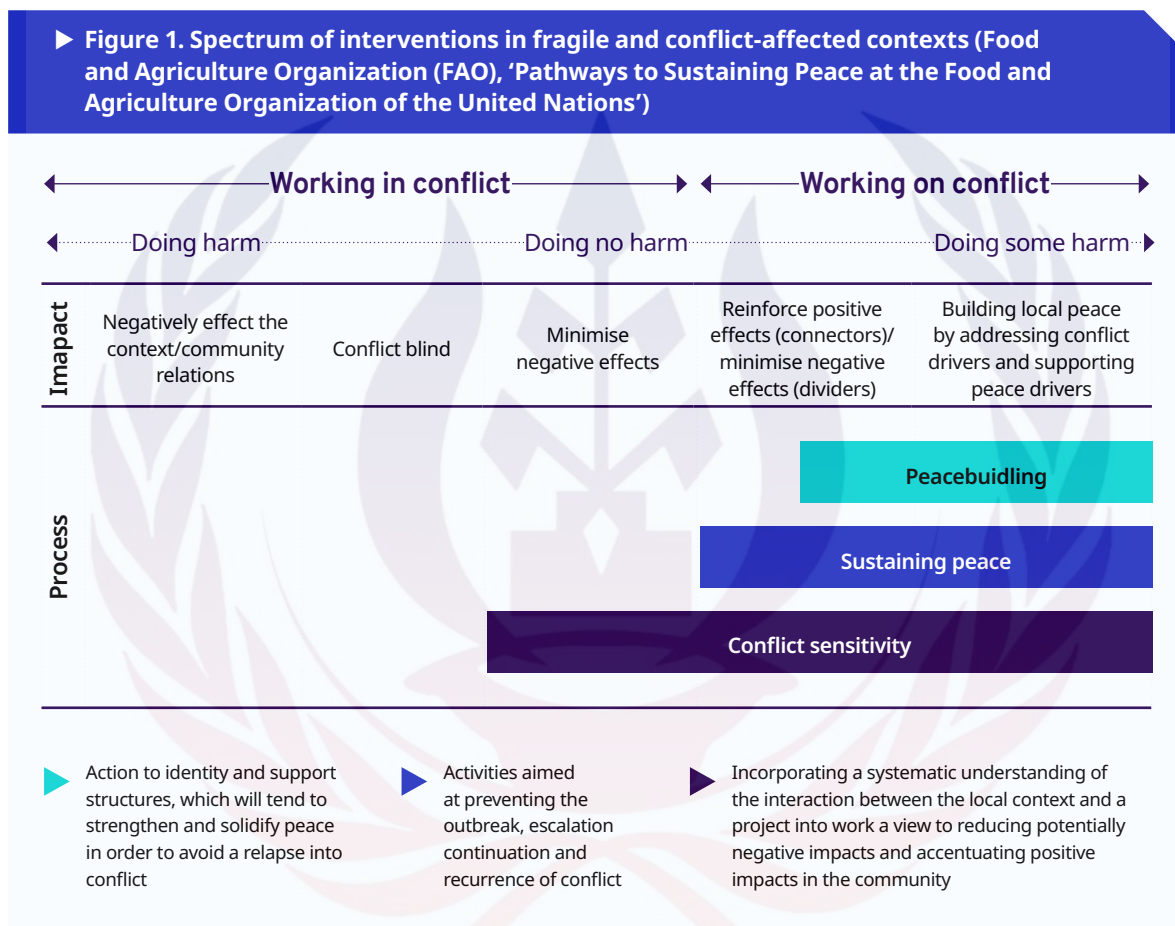 Figure 1. Spectrum of interventions in fragile and conflict-affected contexts (Food
and Agriculture Organization (FAO), ‘Pathways to Sustaining Peace at the Food and
Agriculture Organization of the United Nations’)
Working in conflict
Working on conflict
Doing harm
Doing no harm
Doing some harm
Imapact
Negatively effect the
context/community
relations
Conflict blind
Minimise
negative effects
Reinforce positive
effects (connectors)/
minimise negative
effects (dividers)
Building local peace
by addressing conflict
drivers and supporting
peace drivers
Process
Peacebuidling
Sustaining peace
Conflict sensitivity
Action to identity and support
structures, which will tend to
strengthen and solidify peace
in order to avoid a relapse into
conflict
Activities aimed
at preventing the
outbreak, escalation
continuation and
recurrence of conflict
Incorporating a systematic understanding of
the interaction between the local context and a
project into work a view to reducing potentially
negative impacts and accentuating positive
impacts in the community